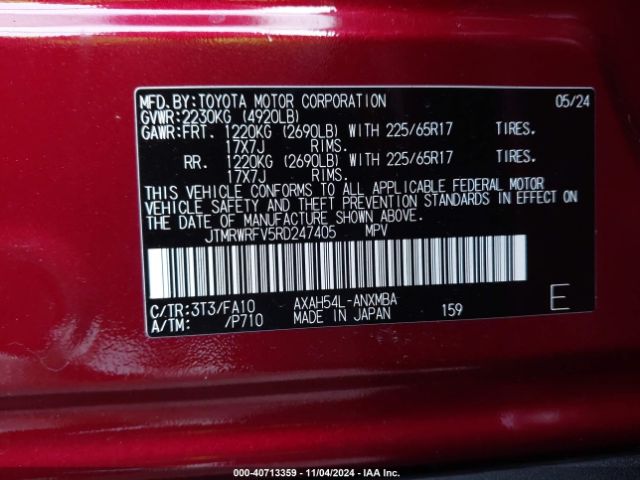 MFD.BY:TOYOTA MOTOR CORPORATION 05/24
GVWR:2230KG (4920LB)
GAWR:FRT. 1220KG (2690LB) WITH 225/65R17 TIRES.
17X7J RIMS.
RR. 1220KG (2690LB) WITH 225/65R17 TIRES.
17X7J RIMS.
THIS VEHICLE CONFORMS TO ALL APPLICABLE FEDERAL MOTOR
VEHICLE SAFETY AND THEFT PREVENTION STANDARDS IN EFFECT ON
THE DATE OF MANUFACTURE SHOWN ABOVE.
JTMRWRFV5RD247405 MPV
C/TR:3T3/FA10 AXAH54L-ANXMBA
A/TM: /P710 MADE IN JAPAN 159 E
000-40713359 - 11/04/2024 - IAA Inc.